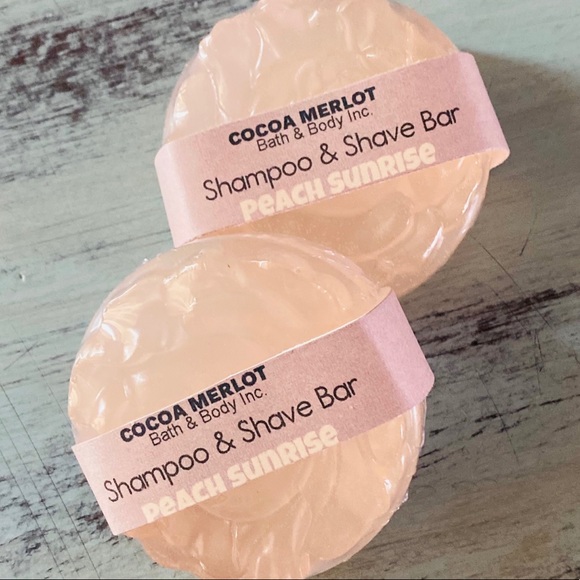 COCOA MERLOT
Bath & Body Inc.
Shampoo & Shave Bar
Peach Sunrise
COCOA MERLOT
Bath & Body Inc.
Shampoo & Shave Bar
Peach Sunrise